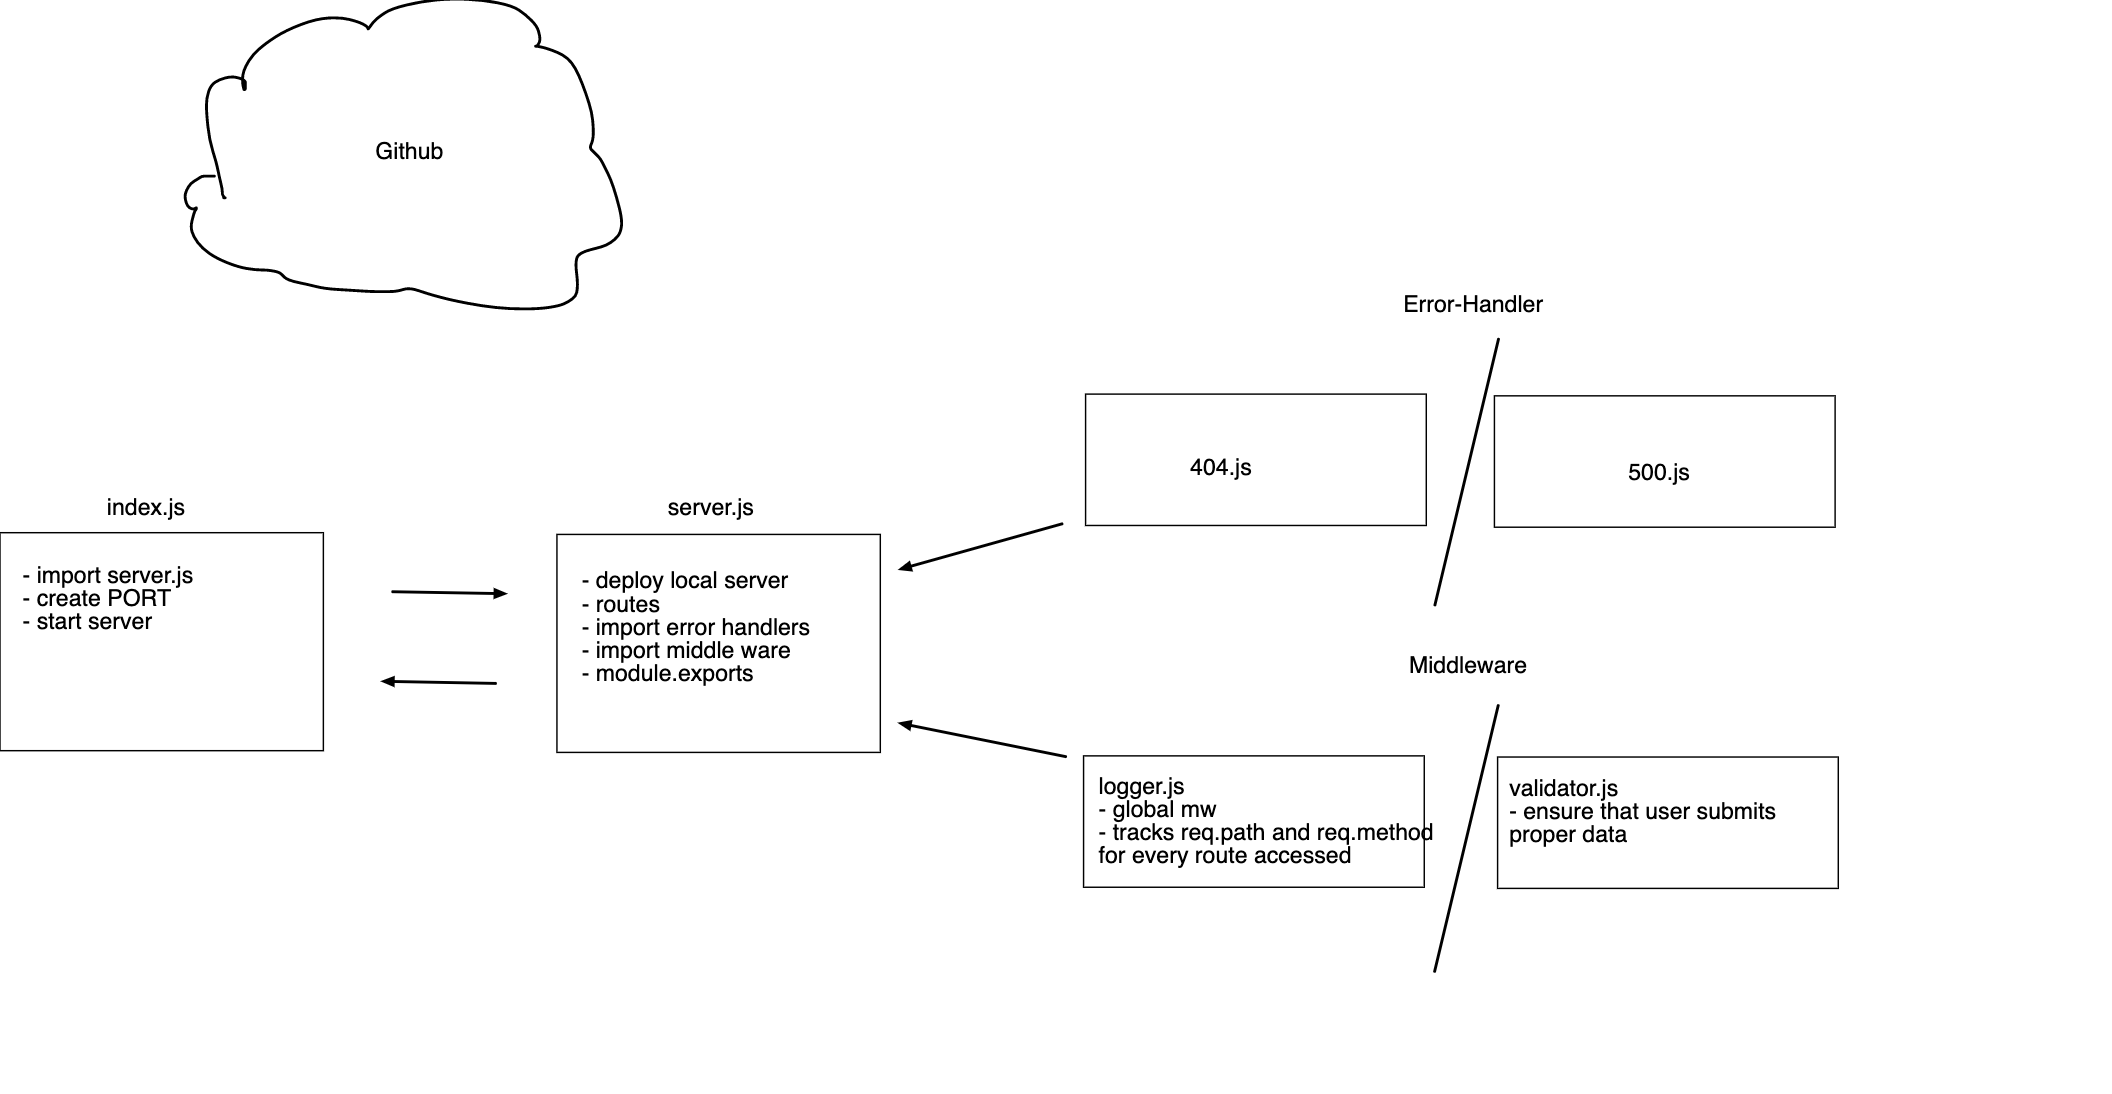 Github
Error-Handler
404.js
500.js
index.js
- import server.js
- create PORT
- start server
server.js
- deploy local server
- routes
- import error handlers
- import middle ware
- module.exports
Middleware
logger.js
- global mw
- tracks req.path and req.method
for every route accessed
validator.js
- ensure that user submits
proper data